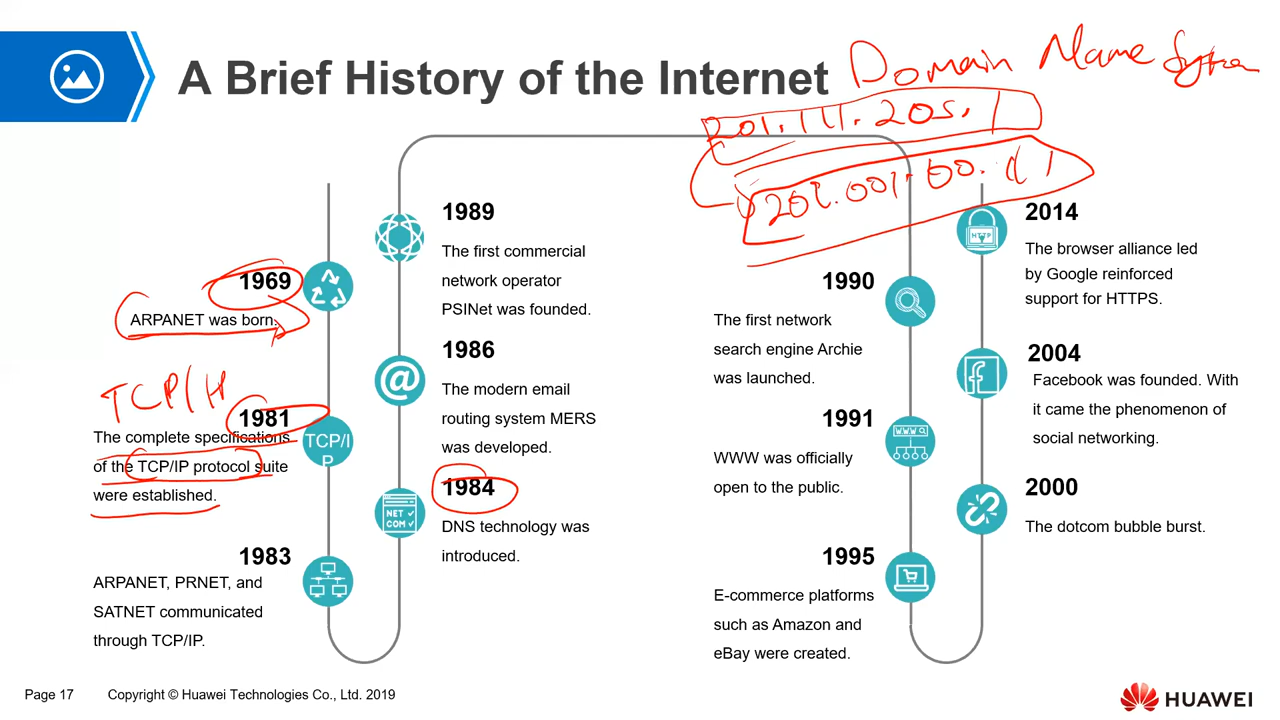 A Brief History of the Internet
Domain Name System
201.111.205.1
1969
ARPANET was born.
TCP/IP
1981
The complete specifications
of the TCP/IP protocol suite
were established.
TCP/I
P
1983
ARPANET, PRNET, and
SATNET communicated
through TCP/IP.
1989
The first commercial
network operator
PSINet was founded.
1986
@
The modern email
routing system MERS
was developed.
1984
NET
COM
DNS technology was
introduced.
1990
The first network
search engine Archie
was launched.
1991
WWW
WWW was officially
open to the public.
1995
E-commerce platforms
such as Amazon and
eBay were created.
2014
HTTP
The browser alliance led
by Google reinforced
support for HTTPS.
2004
f
Facebook was founded. With
it came the phenomenon of
social networking.
2000
The dotcom bubble burst.
Page 17
Copyright © Huawei Technologies Co., Ltd. 2019
HUAWEI